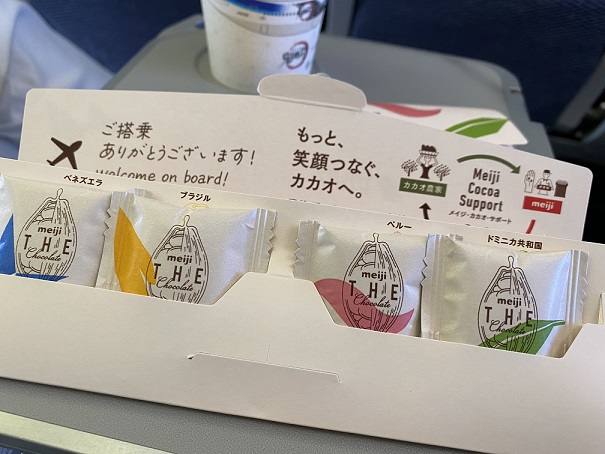 ご搭乗
ありがとうございます!
welcome on board!
もっと、
笑顔つなぐ、
カカオへ。
カカオ農家
Meiji
Cocoa
Support
メイジ・カカオ・サポート
meiji
ベネズエラ
ブラジル
ペルー
ドミニカ共和国
meiji
THE
Chocolate
meiji
THE
Chocolate
meiji
THE
Chocolate
meiji
THE
Chocolate